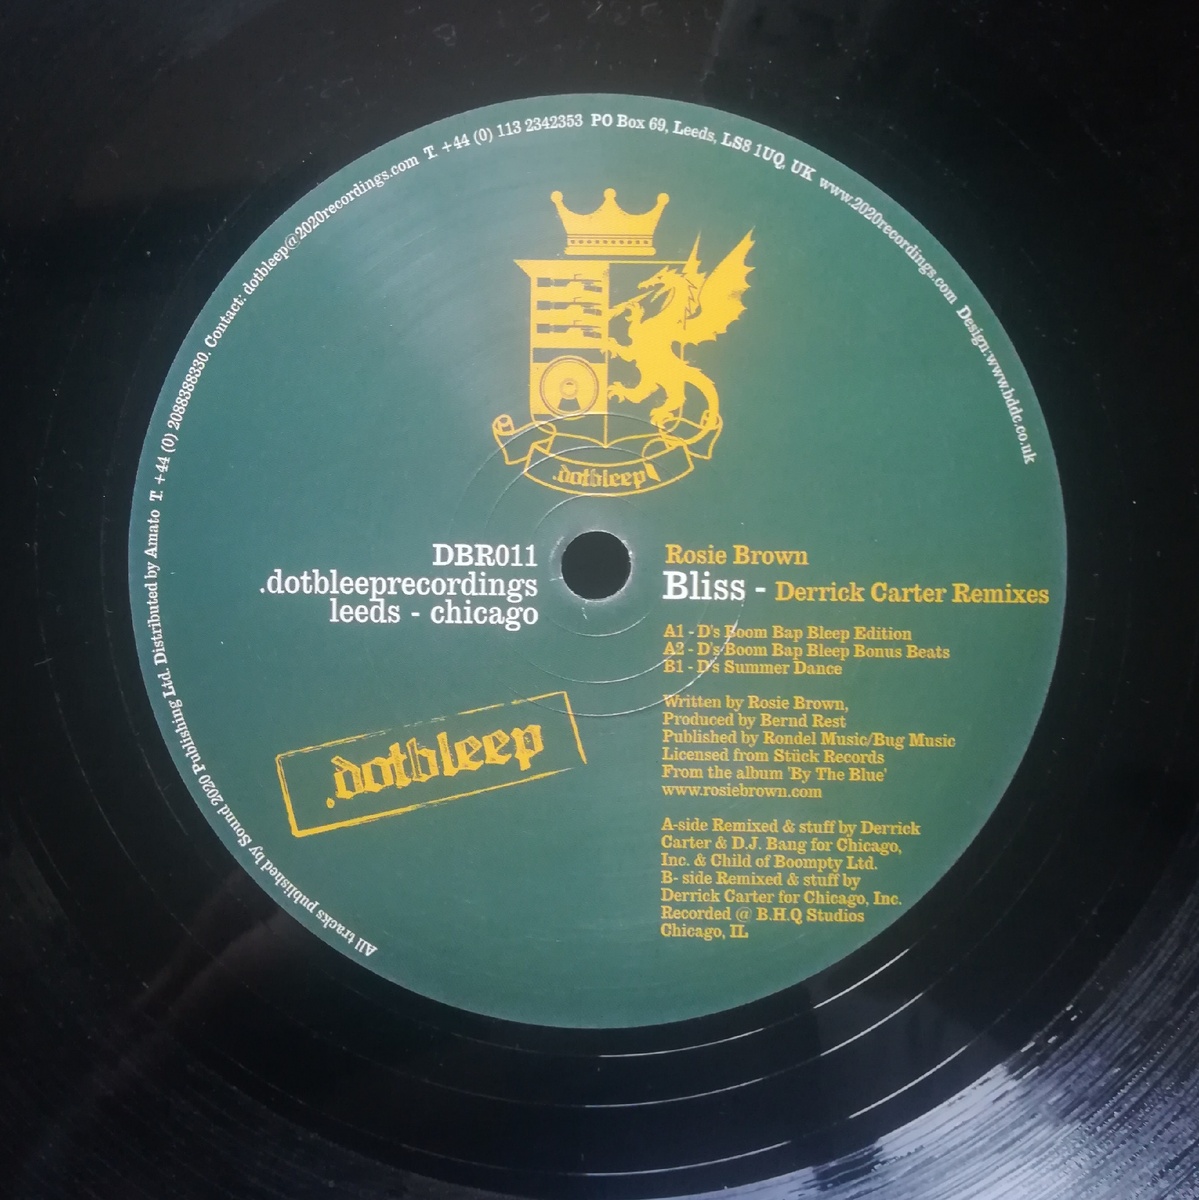 All tracks published by Sound 2020 Publishing Ltd. Distributed by Amato T. +44 (0) 2088388330. Contact: dotbleep@2020recordings.com T. +44 (0) 113 2342353 PO Box 69, Leeds, LS8 1UQ, UK www.2020recordings.com Design:www.bddc.co.uk
.dotbleep
DBR011
.dotbleeprecordings
leeds - chicago
.dotbleep
Rosie Brown
Bliss - Derrick Carter Remixes
A1 - D's Boom Bap Bleep Edition
A2 - D's Boom Bap Bleep Bonus Beats
B1 - D's Summer Dance
Written by Rosie Brown,
Produced by Bernd Rest
Published by Rondel Music/Bug Music
Licensed from Stück Records
From the album 'By The Blue'
www.rosiebrown.com
A-side Remixed & stuff by Derrick
Carter & D.J. Bang for Chicago,
Inc. & Child of Boompty Ltd.
B- side Remixed & stuff by
Derrick Carter for Chicago, Inc.
Recorded @ B.H.Q Studios
Chicago, IL